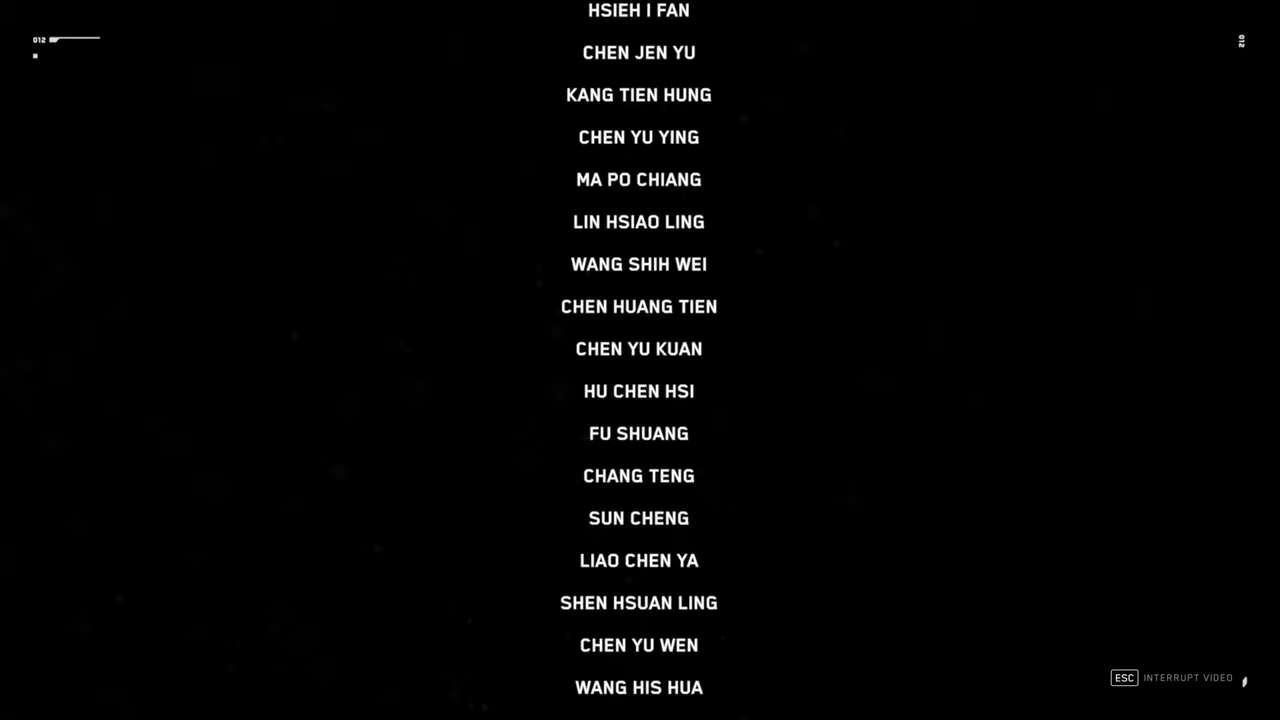 HSIEH I FAN
012
012
CHEN JEN YU
KANG TIEN HUNG
CHEN YU YING
MA PO CHIANG
LIN HSIAO LING
WANG SHIH WEI
CHEN HUANG TIEN
CHEN YU KUAN
HU CHEN HSI
FU SHUANG
CHANG TENG
SUN CHENG
LIAO CHEN YA
SHEN HSUAN LING
CHEN YU WEN
ESC INTERRUPT VIDEO
WANG HIS HUA